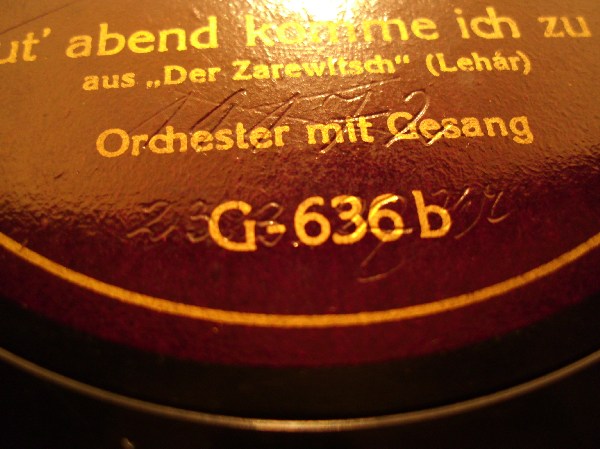 ut' abend komme ich zu
aus „Der Zarewitsch" (Lehár)
Orchester mit Gesang
G-636 b